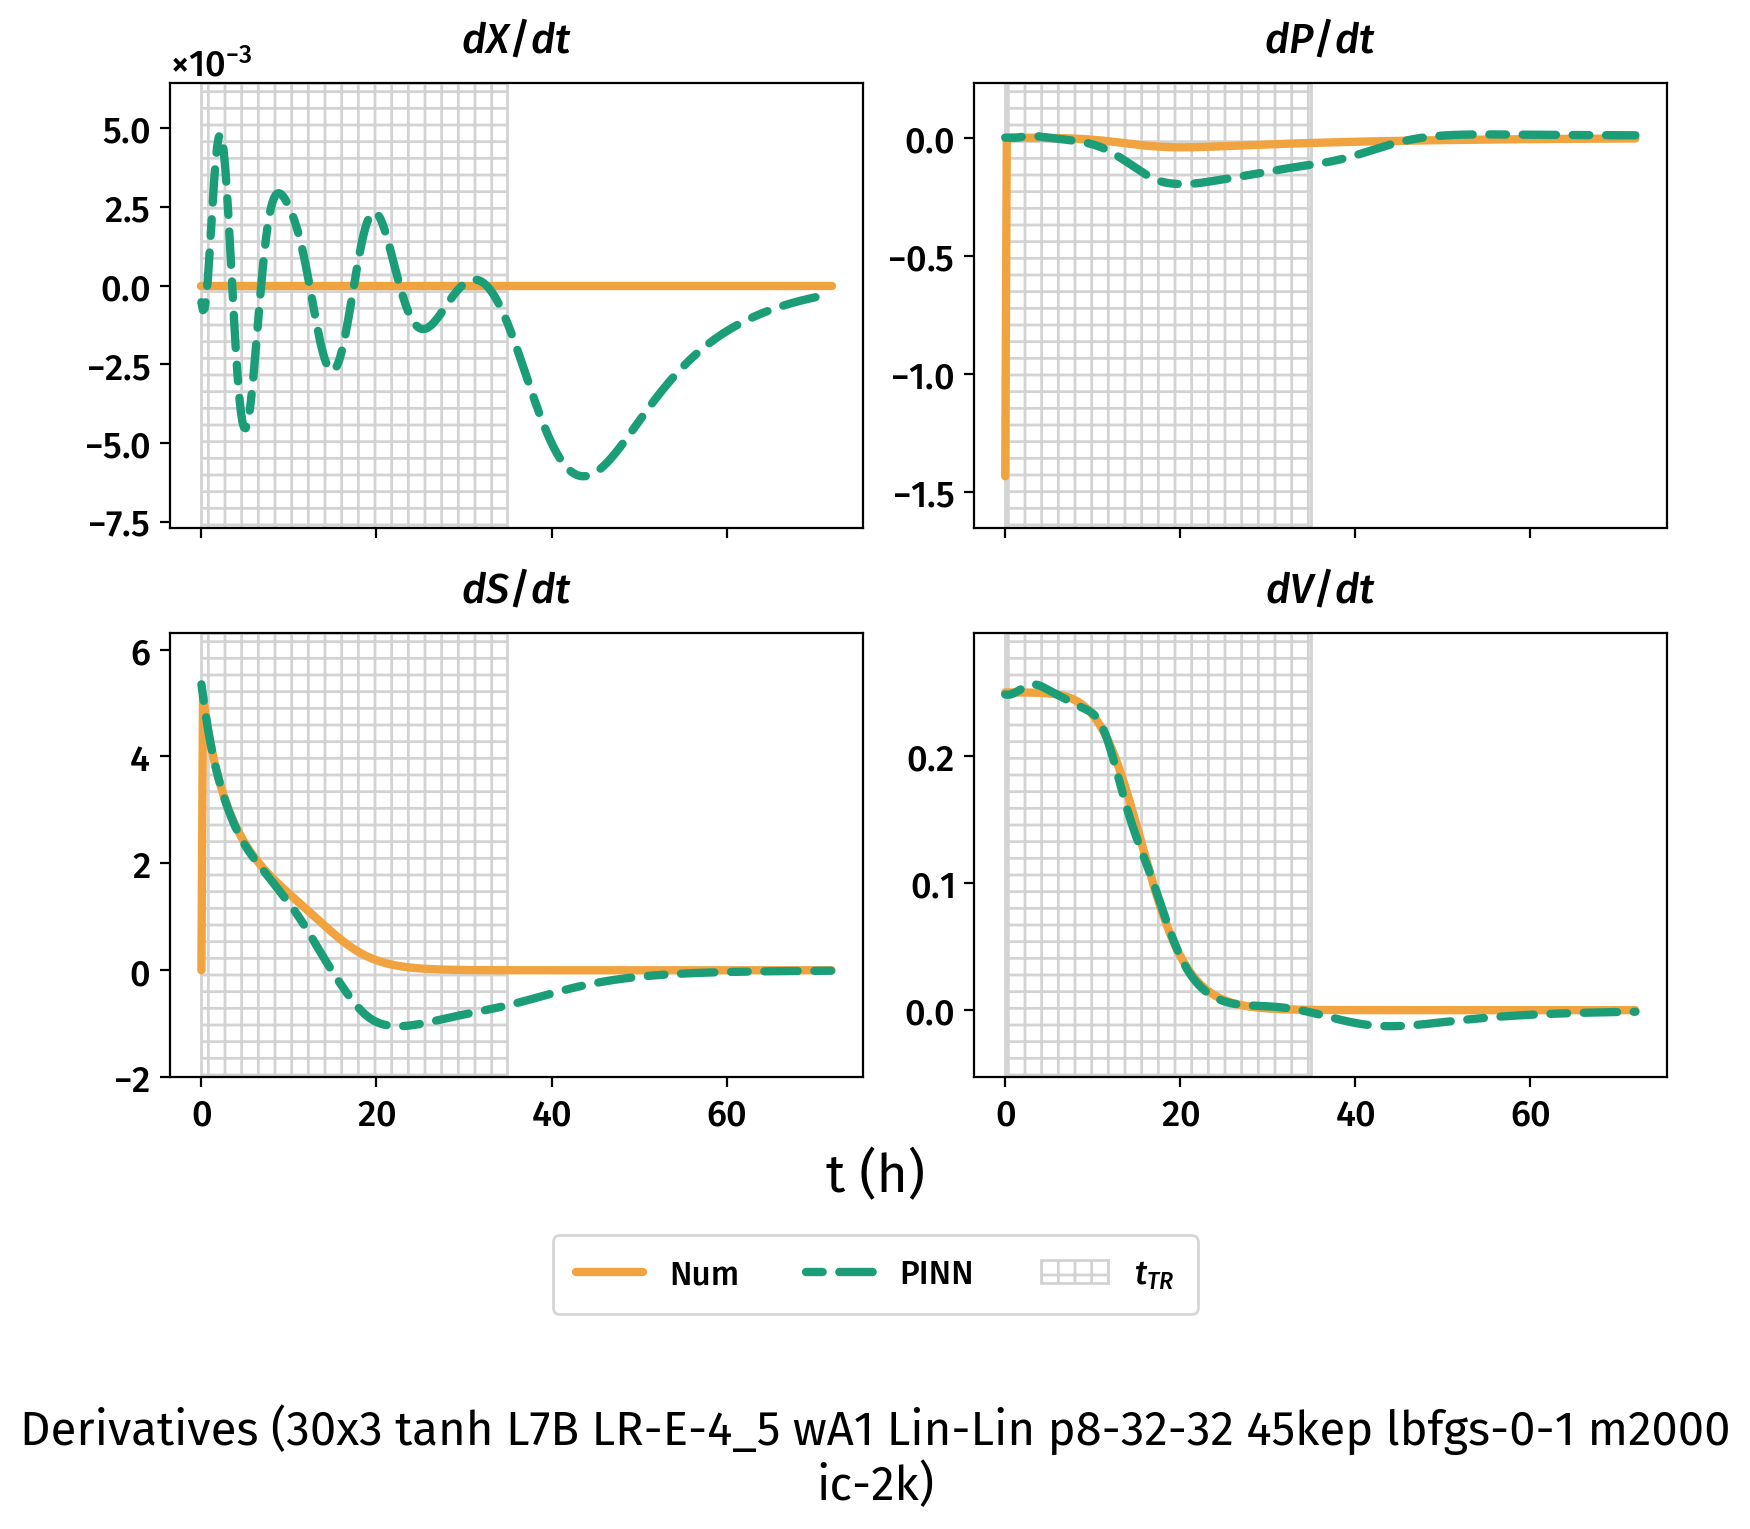 dX/dt
dP/dt
×10⁻³
5.0
2.5
0.0
−2.5
−5.0
−7.5
0.0
−0.5
−1.0
−1.5
dS/dt
dV/dt
6
4
2
0
−2
0.2
0.1
0.0
0 20 40 60
0 20 40 60
t (h)
Num PINN t_TR
Derivatives (30x3 tanh L7B LR-E-4_5 wA1 Lin-Lin p8-32-32 45kep lbfgs-0-1 m2000
ic-2k)